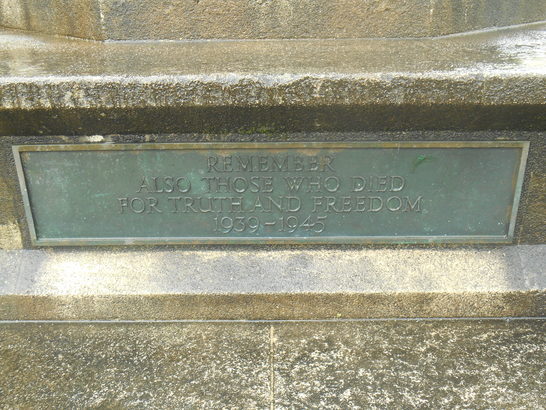 REMEMBER
ALSO THOSE WHO DIED
FOR TRUTH AND FREEDOM
1939-1945